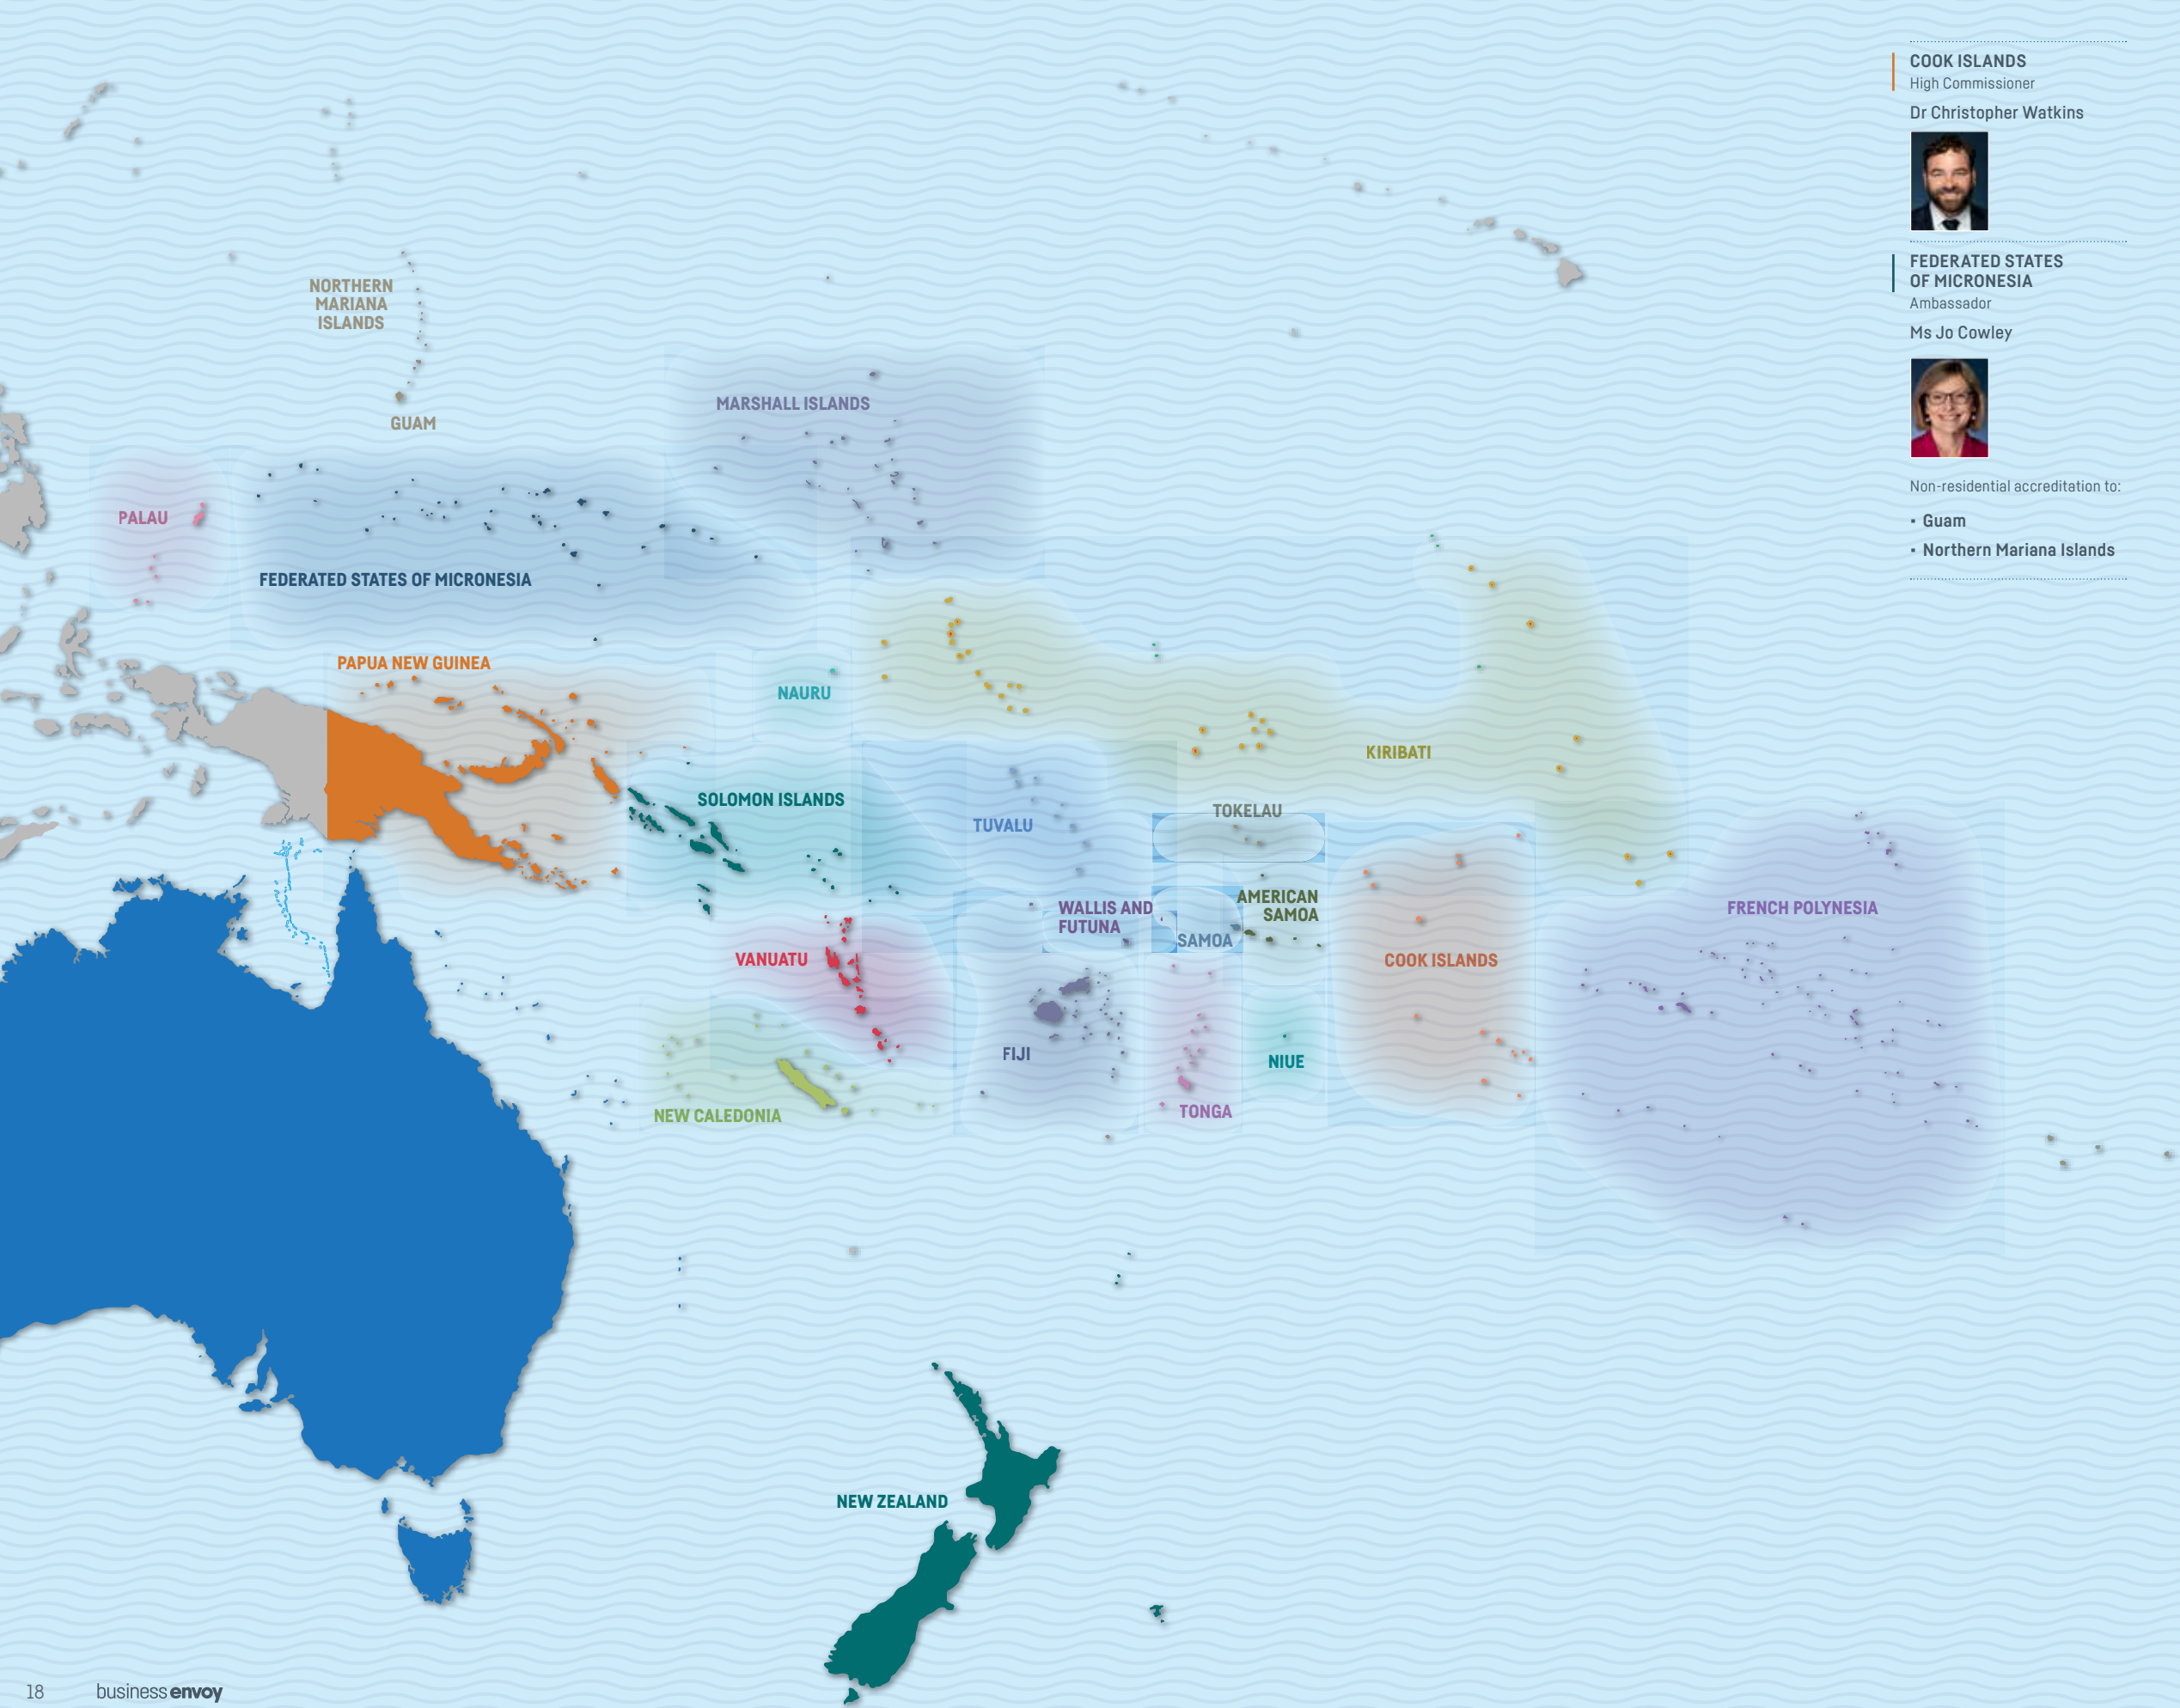 COOK ISLANDS
High Commissioner
Dr Christopher Watkins
FEDERATED STATES
OF MICRONESIA
Ambassador
Ms Jo Cowley
Non-residential accreditation to:
▪ Guam
▪ Northern Mariana Islands
NORTHERN
MARIANA
ISLANDS
GUAM
MARSHALL ISLANDS
PALAU
FEDERATED STATES OF MICRONESIA
PAPUA NEW GUINEA
NAURU
KIRIBATI
SOLOMON ISLANDS
TUVALU
TOKELAU
WALLIS AND
FUTUNA
AMERICAN
SAMOA
SAMOA
FRENCH POLYNESIA
VANUATU
COOK ISLANDS
FIJI
NIUE
NEW CALEDONIA
TONGA
NEW ZEALAND
18
business envoy